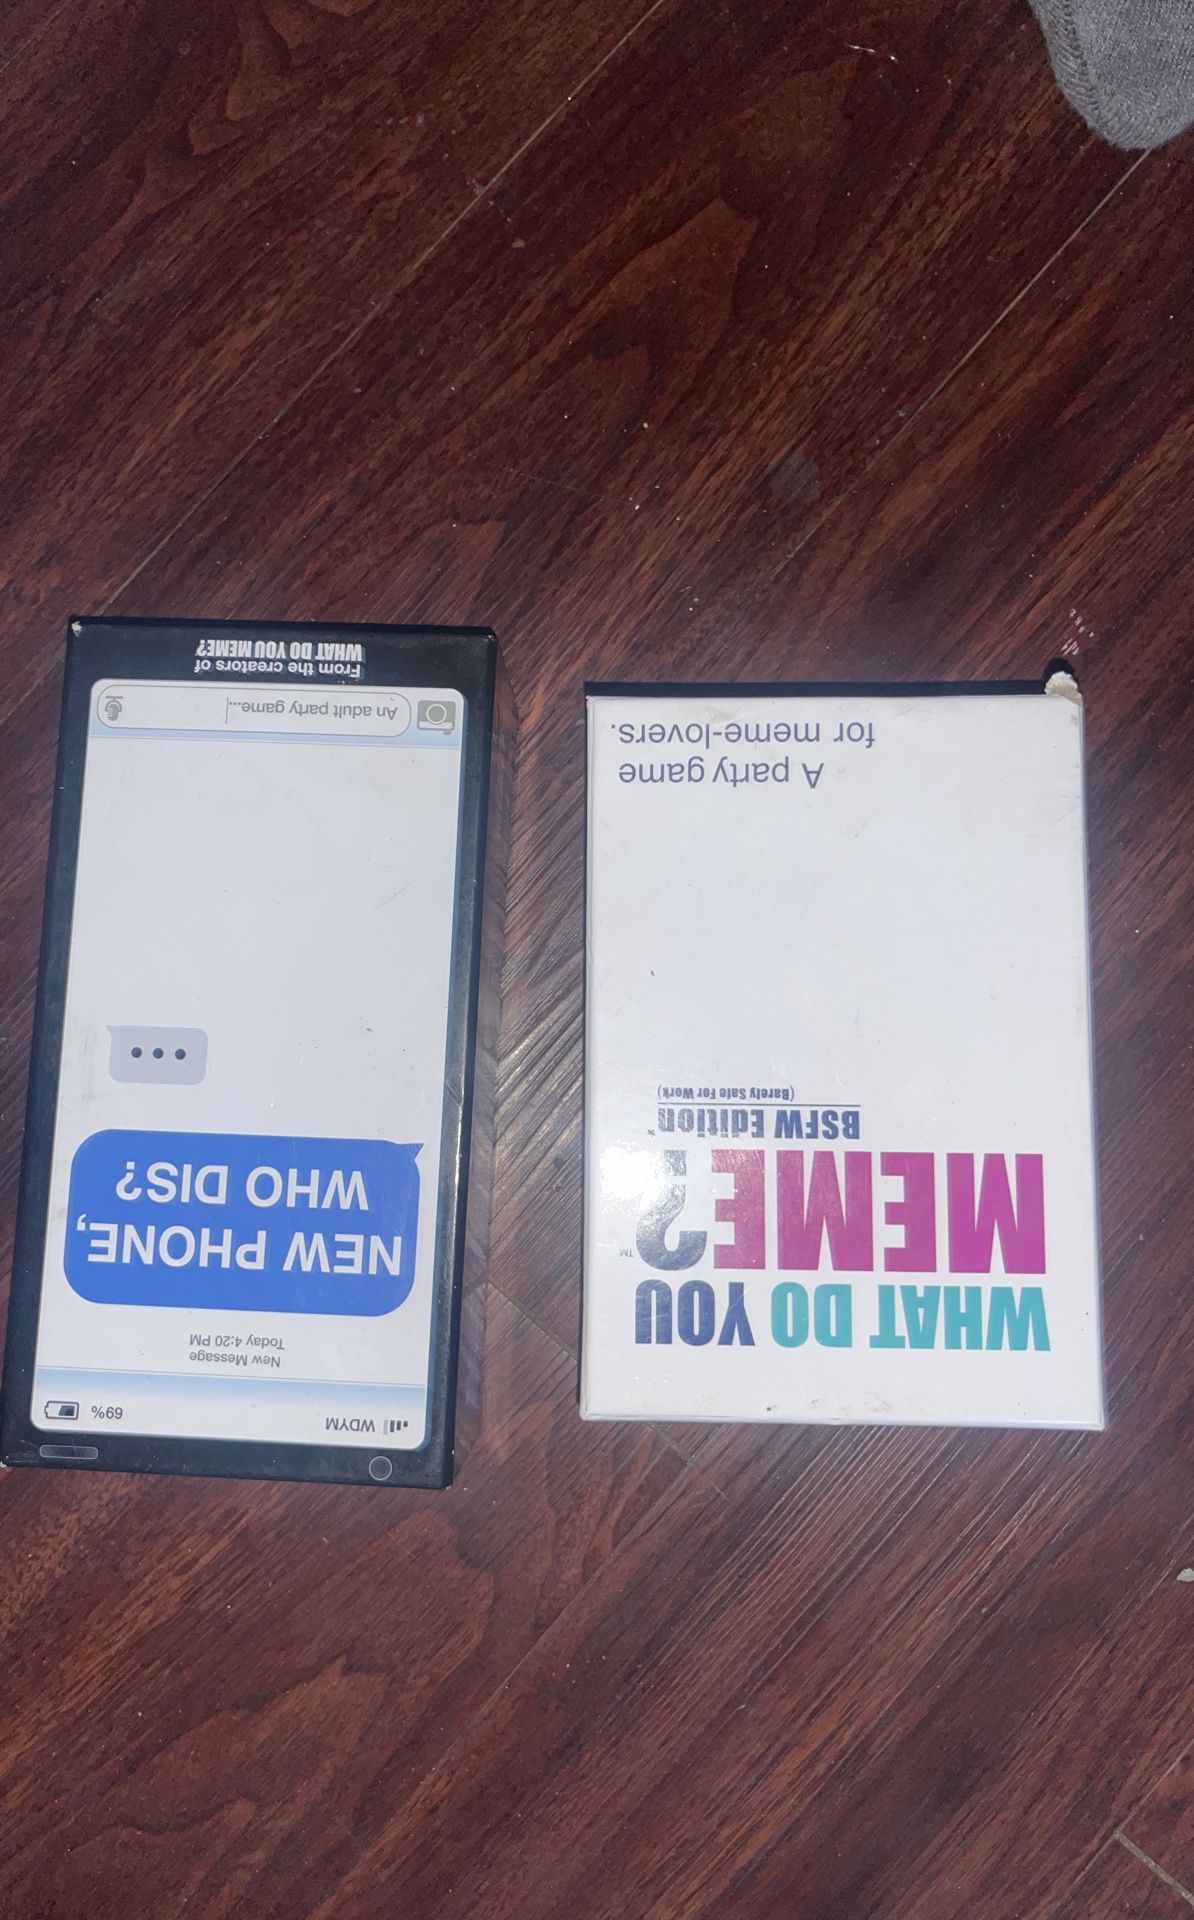 WDYM
69%
New Message
Today 4:20 PM
NEW PHONE,
WHO DIS?
An adult party game...
From the creators of
WHAT DO YOU MEME?
WHAT DO YOU
MEME?™
BSFW Edition*
(Barely Safe For Work)
A party game
for meme-lovers.